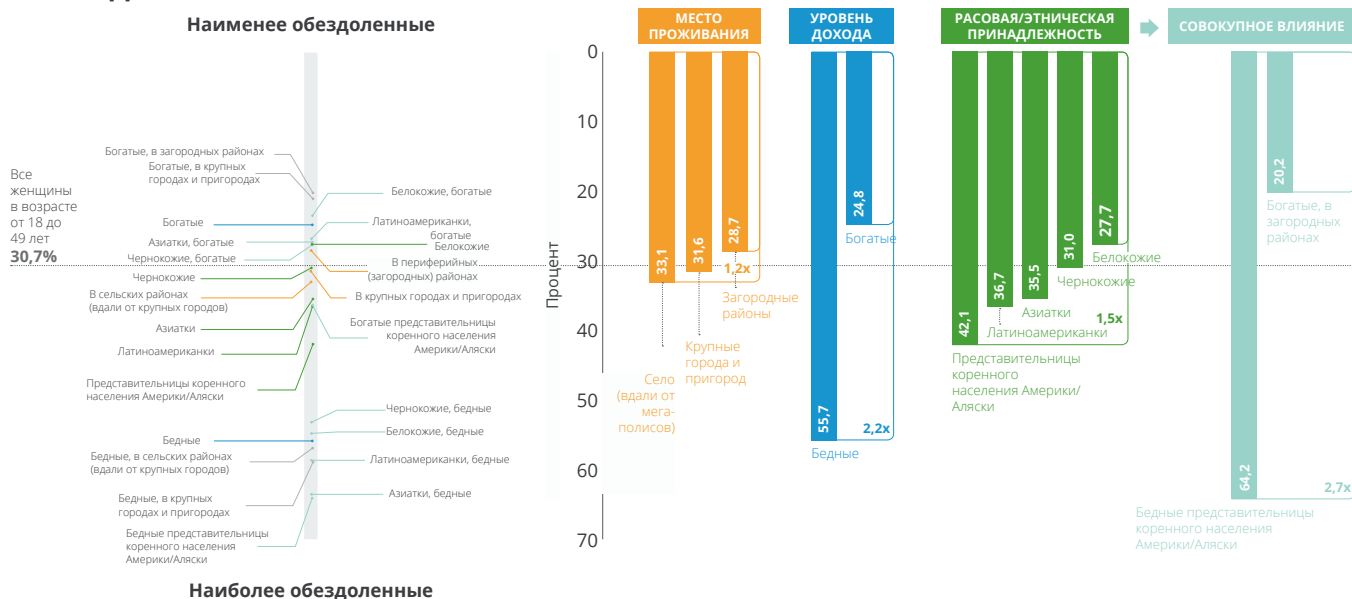 Наименее обездоленные
Все
женщины
в возрасте
от 18 до
49 лет
30,7%
Богатые, в загородных районах
Богатые, в крупных
городах и пригородах
Богатые
Азиатки, богатые
Чернокожие, богатые
Чернокожие
В сельских районах
(вдали от крупных городов)
Азиатки
Латиноамериканки
Представительницы коренного
населения Америки/Аляски
Бедные
Бедные, в сельских районах
(вдали от крупных городов)
Бедные, в крупных
городах и пригородах
Бедные представительницы
коренного населения
Америки/Аляски
Белокожие, богатые
Латиноамериканки,
богатые
Белокожие
В периферийных
(загородных) районах
В крупных городах и пригородах
Богатые представительницы
коренного населения
Америки/Аляски
Чернокожие, бедные
Белокожие, бедные
Латиноамериканки, бедные
Азиатки, бедные
Наиболее обездоленные
Процент
0
10
20
30
40
50
60
70
МЕСТО
ПРОЖИВАНИЯ
33,1
31,6
28,7
1,2x
Загородные
районы
Крупные
города и
пригород
Село
(вдали от
мега-
полисов)
УРОВЕНЬ
ДОХОДА
55,7
24,8
Богатые
2,2x
Бедные
РАСОВАЯ/ЭТНИЧЕСКАЯ
ПРИНАДЛЕЖНОСТЬ
42,1
36,7
35,5
31,0
27,7
Белокожие
Чернокожие
Азиатки
1,5x
Латиноамериканки
Представительницы
коренного
населения Америки/
Аляски
СОВОКУПНОЕ ВЛИЯНИЕ
64,2
20,2
Богатые, в
загородных
районах
2,7x
Бедные представительницы
коренного населения
Америки/Аляски